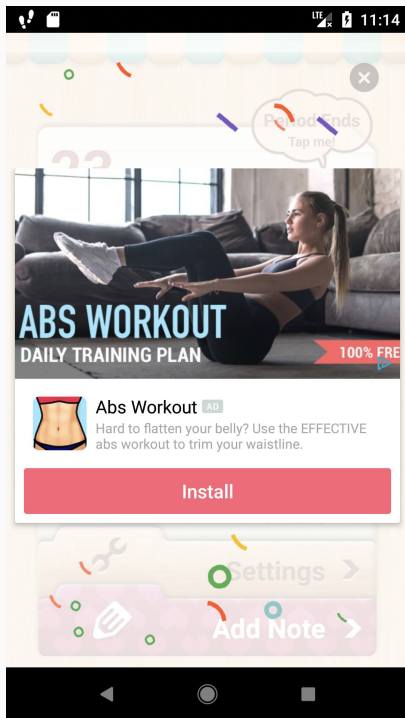 LTE
11:14
Period Ends
Tap me!
23
ABS WORKOUT
DAILY TRAINING PLAN
100% FRE
Abs Workout AD
Hard to flatten your belly? Use the EFFECTIVE
abs workout to trim your waistline.
Install
Settings
Add Note